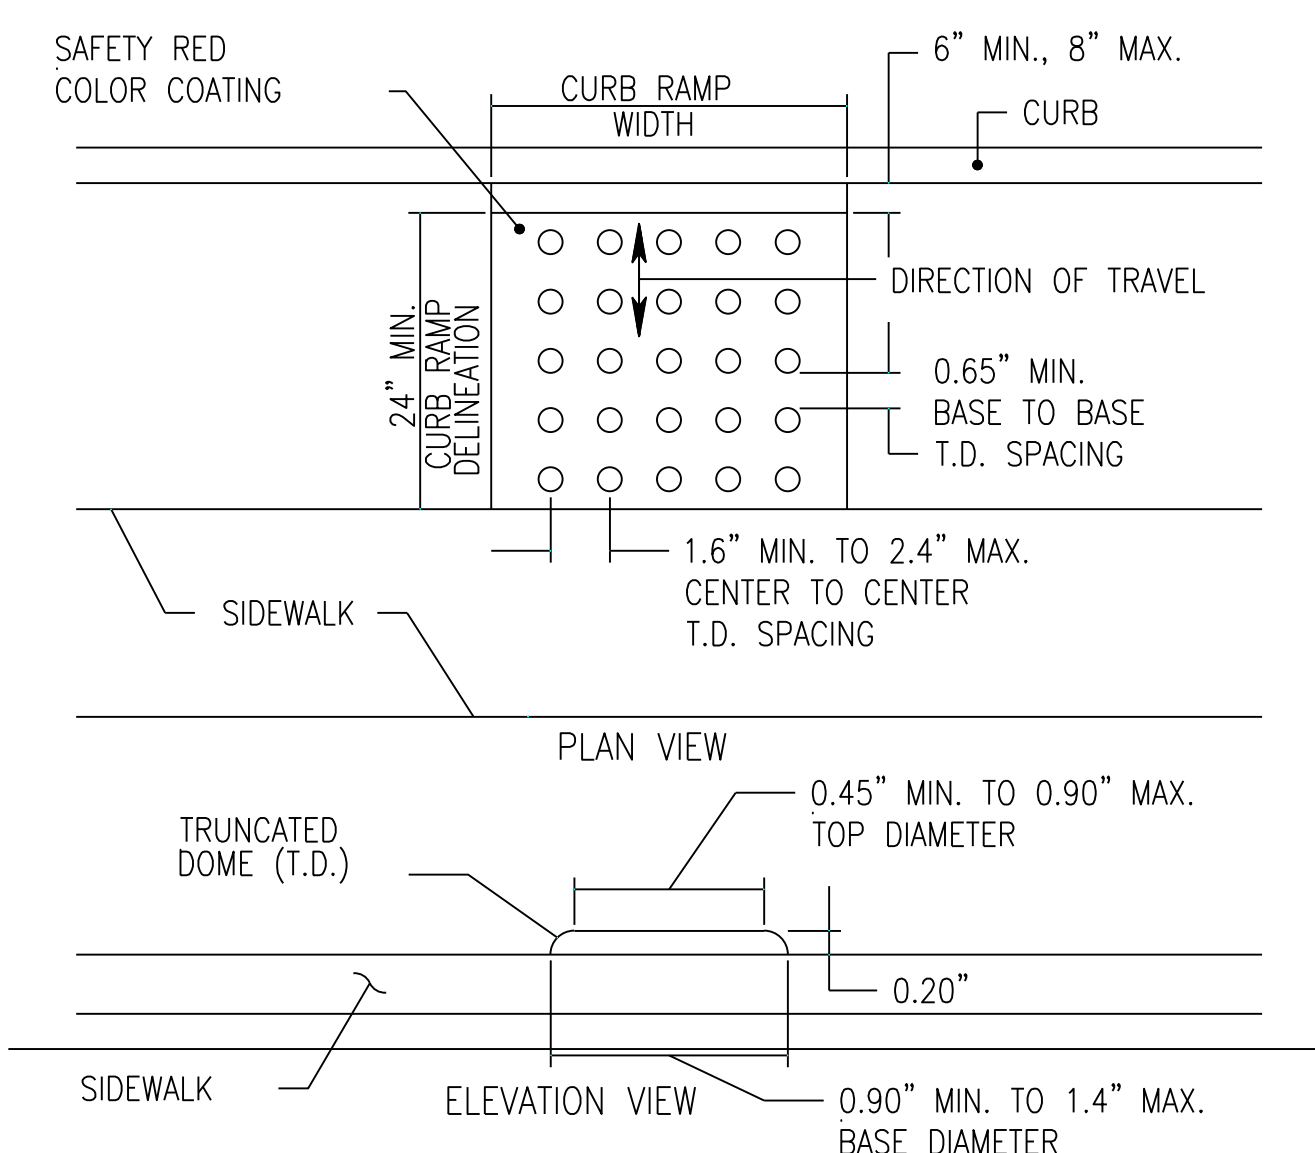 SAFETY RED
COLOR COATING
CURB RAMP
WIDTH
6” MIN., 8” MAX.
CURB
DIRECTION OF TRAVEL
24” MIN.
CURB RAMP
DELINEATION
0.65” MIN.
BASE TO BASE
T.D. SPACING
1.6” MIN. TO 2.4” MAX.
CENTER TO CENTER
T.D. SPACING
SIDEWALK
PLAN VIEW
0.45” MIN. TO 0.90” MAX.
TOP DIAMETER
TRUNCATED
DOME (T.D.)
0.20”
SIDEWALK
ELEVATION VIEW
0.90” MIN. TO 1.4” MAX.
BASE DIAMETER